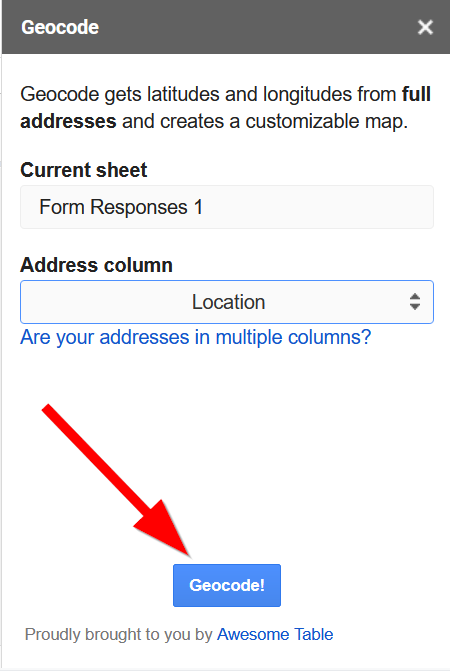 Geocode
Geocode gets latitudes and longitudes from full
addresses and creates a customizable map.
Current sheet
Form Responses 1
Address column
Location
Are your addresses in multiple columns?
Geocode!
Proudly brought to you by Awesome Table